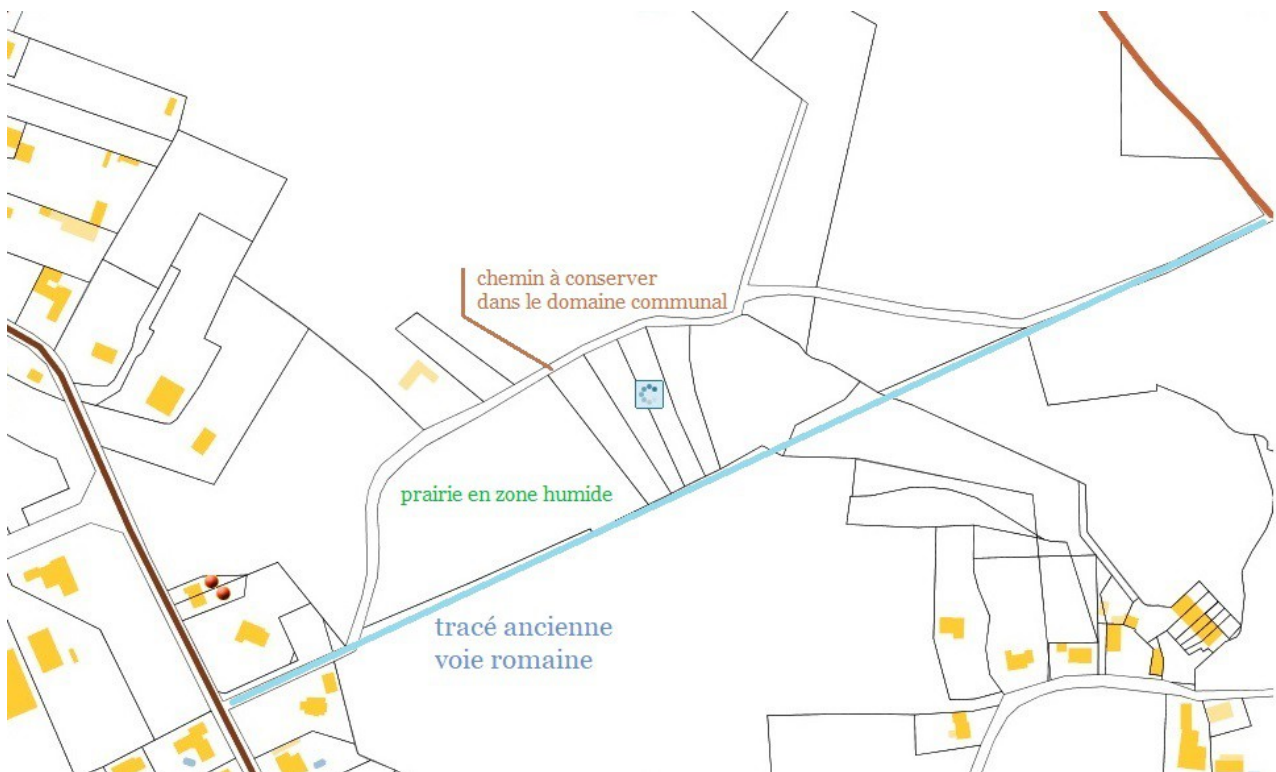 chemin à conserver
dans le domaine communal
prairie en zone humide
tracé ancienne
voie romaine